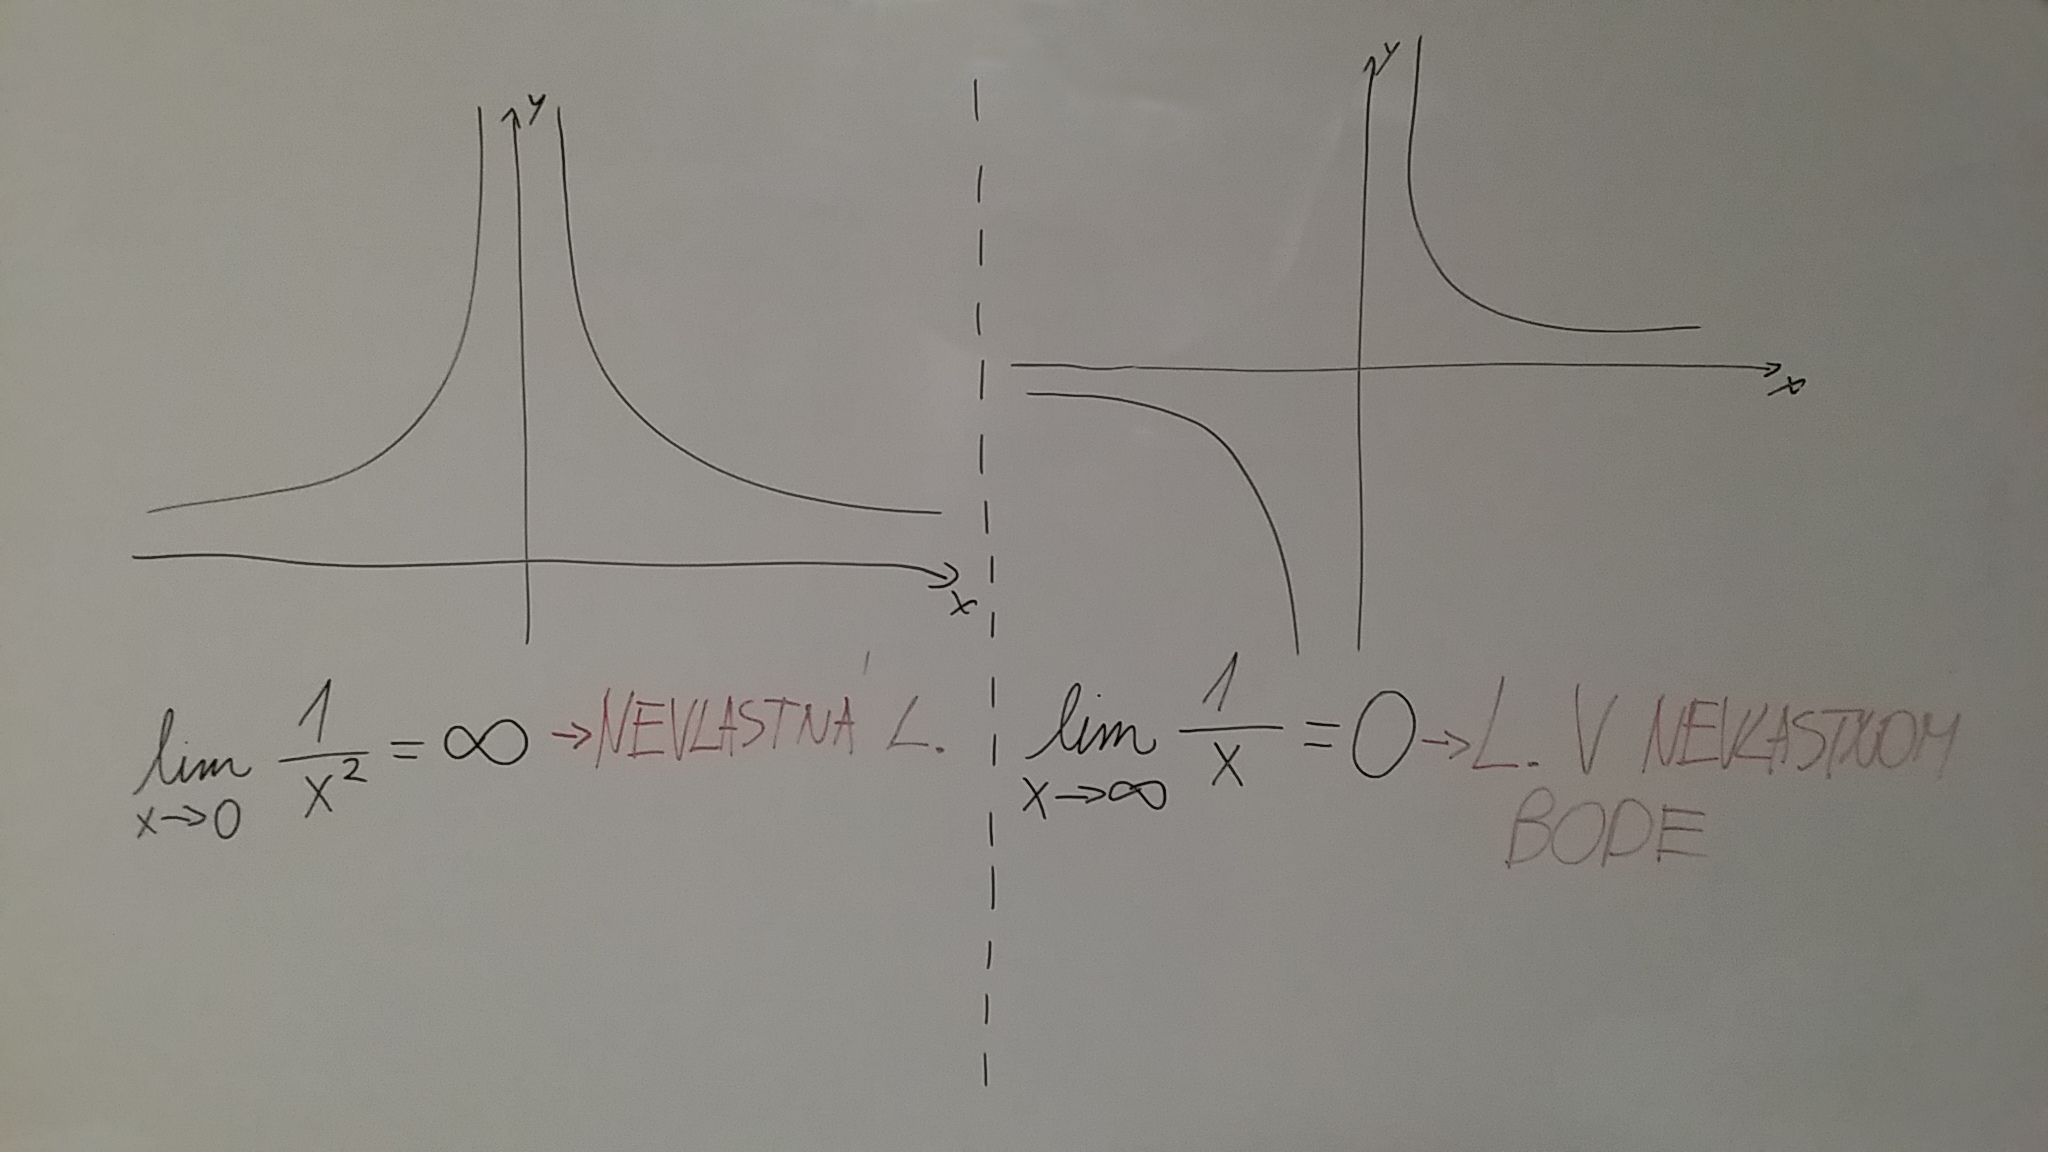 y
x
lim 1/x² = ∞ → NEVLASTNÁ L.
x→0
y
x
lim 1/x = 0 → L. V NEVLASTNOM
x→∞
BODE